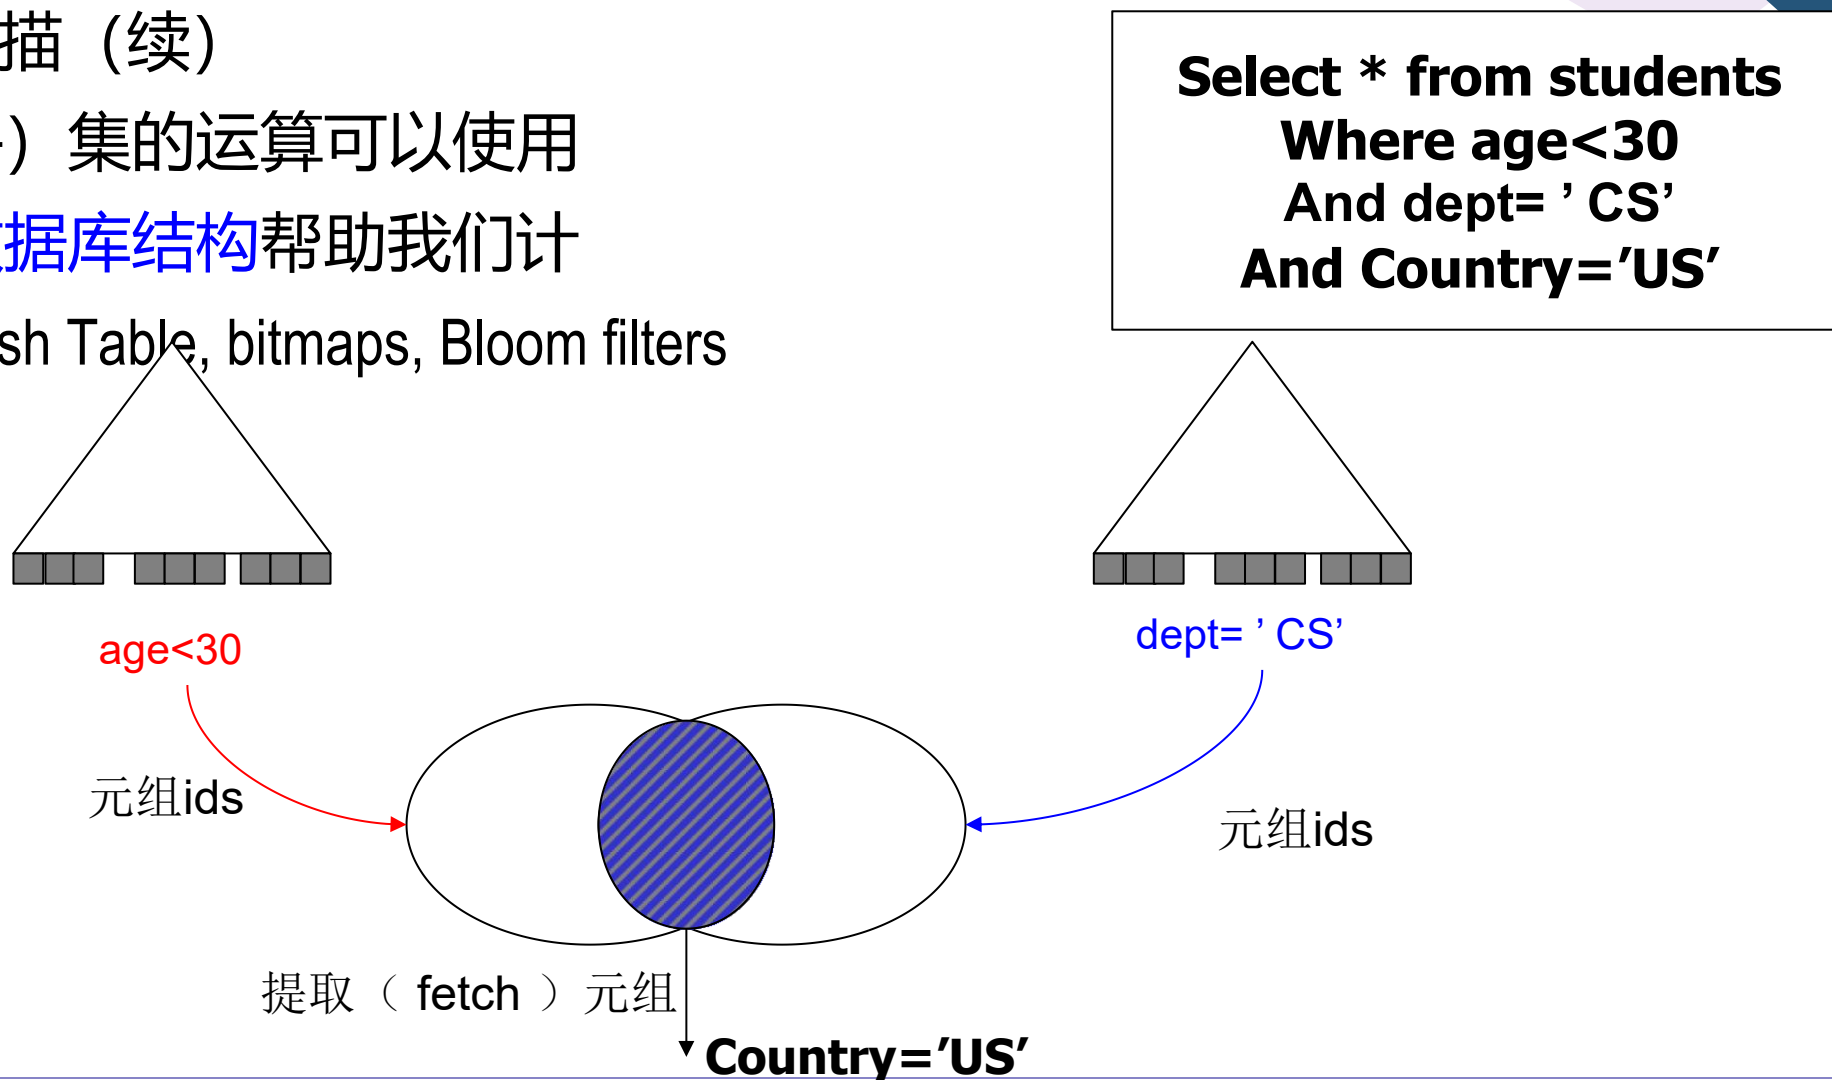 描（续）
）集的运算可以使用
据库结构帮助我们计
sh Table, bitmaps, Bloom filters
Select * from students
Where age<30
And dept= ’ CS’
And Country=’US’
age<30
dept= ’ CS’
元组ids
元组ids
提取（ fetch ）元组
Country=’US’